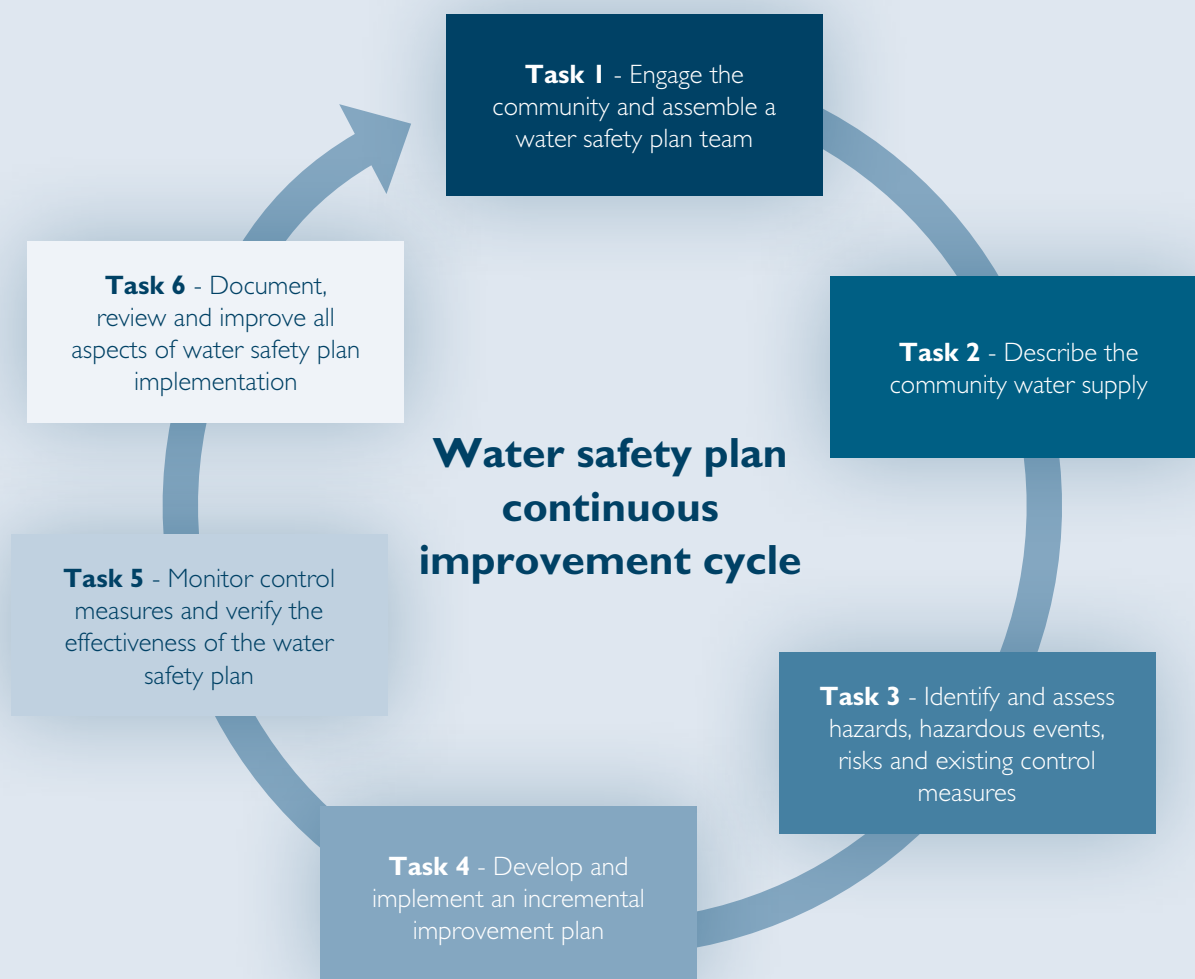 Task 1 - Engage the
community and assemble a
water safety plan team
Task 2 - Describe the
community water supply
Task 3 - Identify and assess
hazards, hazardous events,
risks and existing control
measures
Task 4 - Develop and
implement an incremental
improvement plan
Task 5 - Monitor control
measures and verify the
effectiveness of the water
safety plan
Task 6 - Document,
review and improve all
aspects of water safety plan
implementation
Water safety plan
continuous
improvement cycle